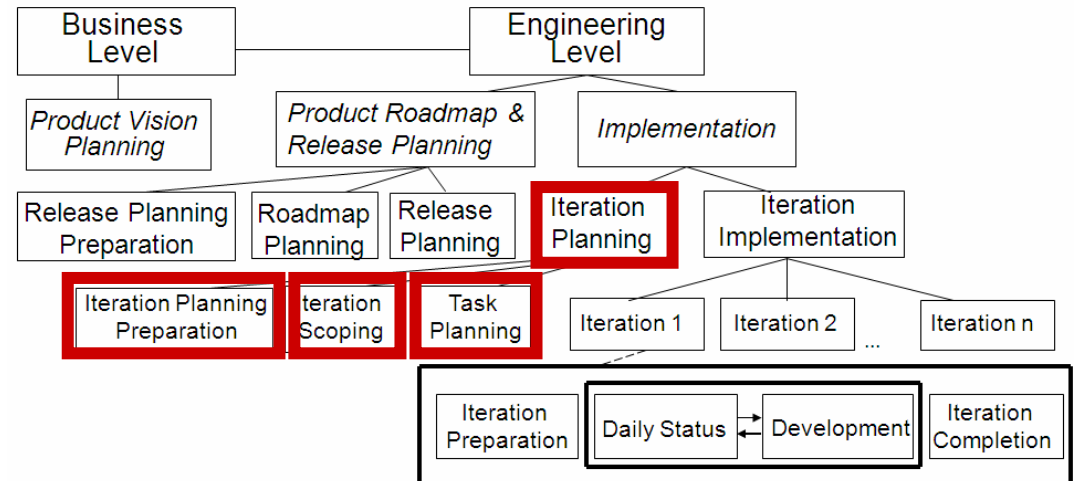 Business
Level
Engineering
Level
Product Vision
Planning
Product Roadmap &
Release Planning
Implementation
Release Planning
Preparation
Roadmap
Planning
Release
Planning
Iteration
Planning
Iteration
Implementation
Iteration Planning
Preparation
teration
Scoping
Task
Planning
Iteration 1
Iteration 2
...
Iteration n
Iteration
Preparation
Daily Status
Development
Iteration
Completion